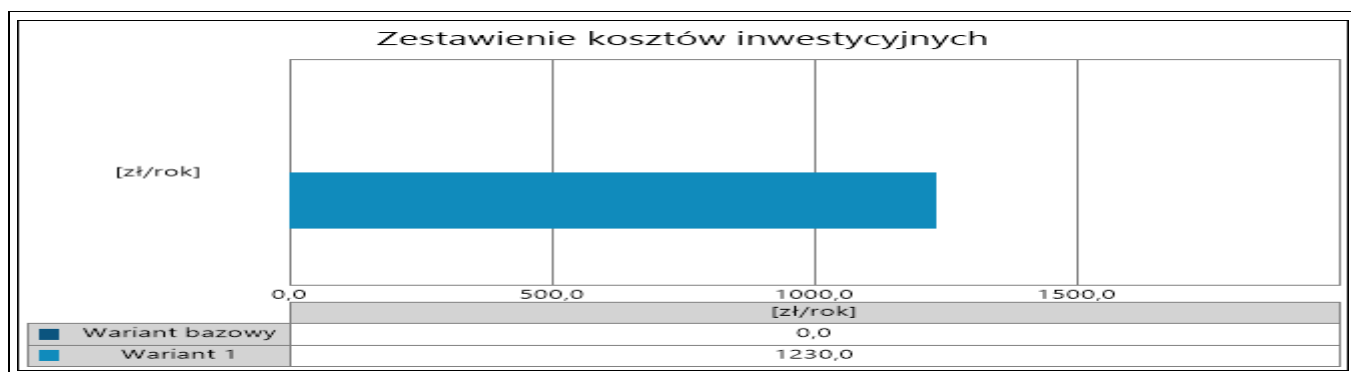 Zestawienie kosztów inwestycyjnych
[zł/rok]
0,0 500,0 1000,0 1500,0
[zł/rok]
Wariant bazowy 0,0
Wariant 1 1230,0